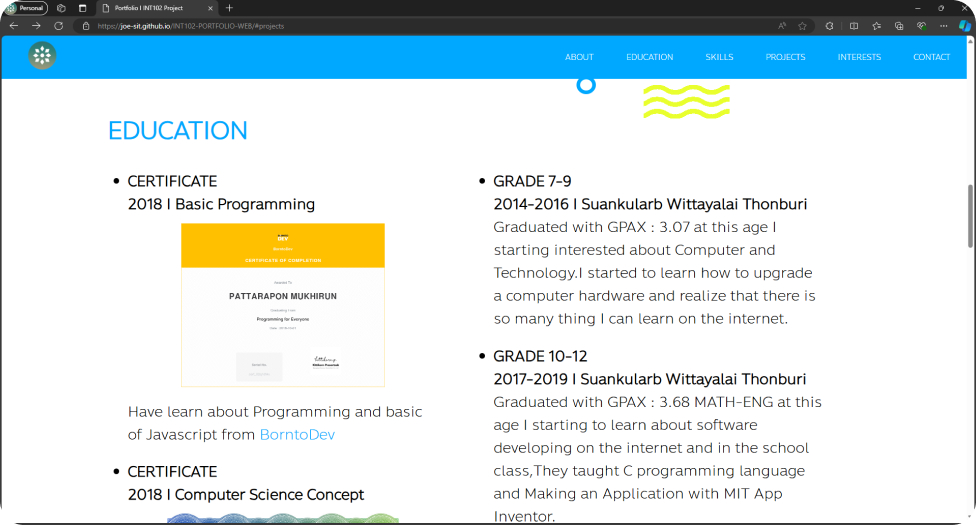 Personal
Portfolio I INT102 Project
https://joe-sit.github.io/INT102-PORTFOLIO-WEB/#projects
ABOUT
EDUCATION
SKILLS
PROJECTS
INTERESTS
CONTACT
EDUCATION
CERTIFICATE
2018 I Basic Programming
DEV
CERTIFICATE OF COMPLETION
PATTARAPON MUKHIRUN
Programming for Everyone
Have learn about Programming and basic
of Javascript from BorntoDev
CERTIFICATE
2018 I Computer Science Concept
GRADE 7-9
2014-2016 I Suankularb Wittayalai Thonburi
Graduated with GPAX : 3.07 at this age I
starting interested about Computer and
Technology.I started to learn how to upgrade
a computer hardware and realize that there is
so many thing I can learn on the internet.
GRADE 10-12
2017-2019 I Suankularb Wittayalai Thonburi
Graduated with GPAX : 3.68 MATH-ENG at this
age I starting to learn about software
developing on the internet and in the school
class,They taught C programming language
and Making an Application with MIT App
Inventor.